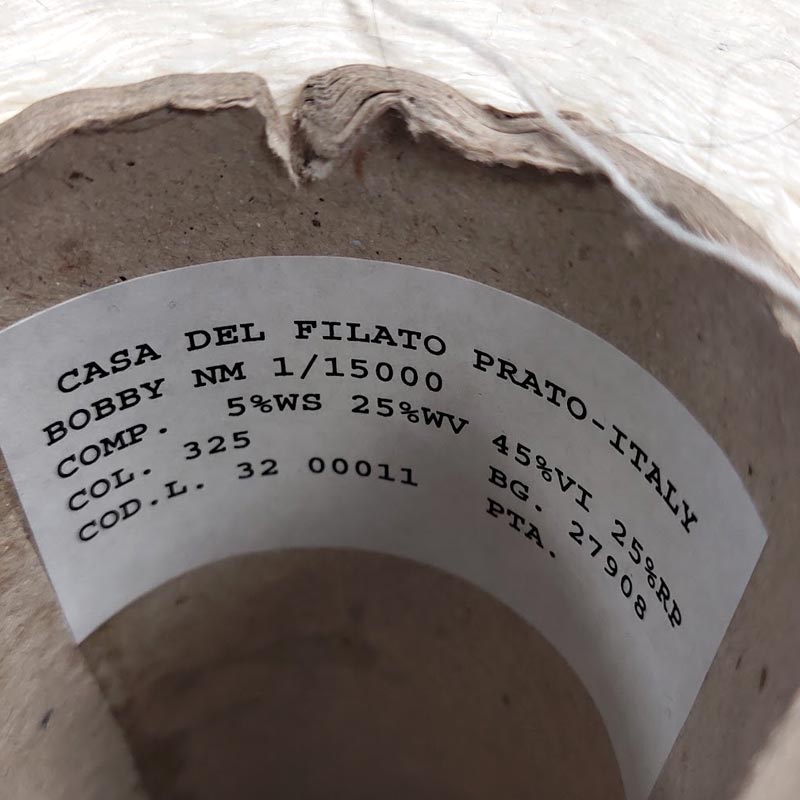 CASA DEL FILATO PRATO-ITALY
BOBBY NM 1/15000
COMP. 5%WS 25%WV 45%VI 25%RP
COL. 325 BG. 27908
COD.L. 32 00011 PTA.